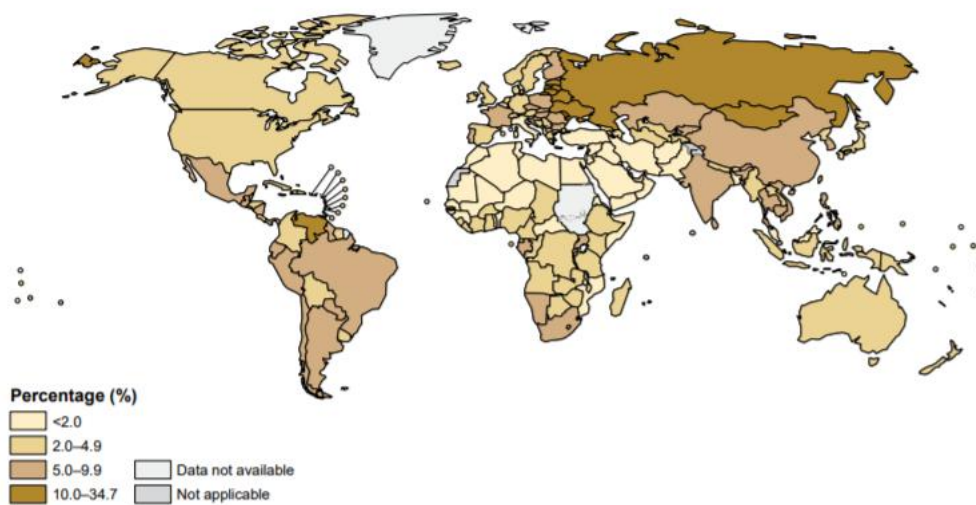 Percentage (%)
<2.0
2.0–4.9
5.0–9.9
10.0–34.7
Data not available
Not applicable